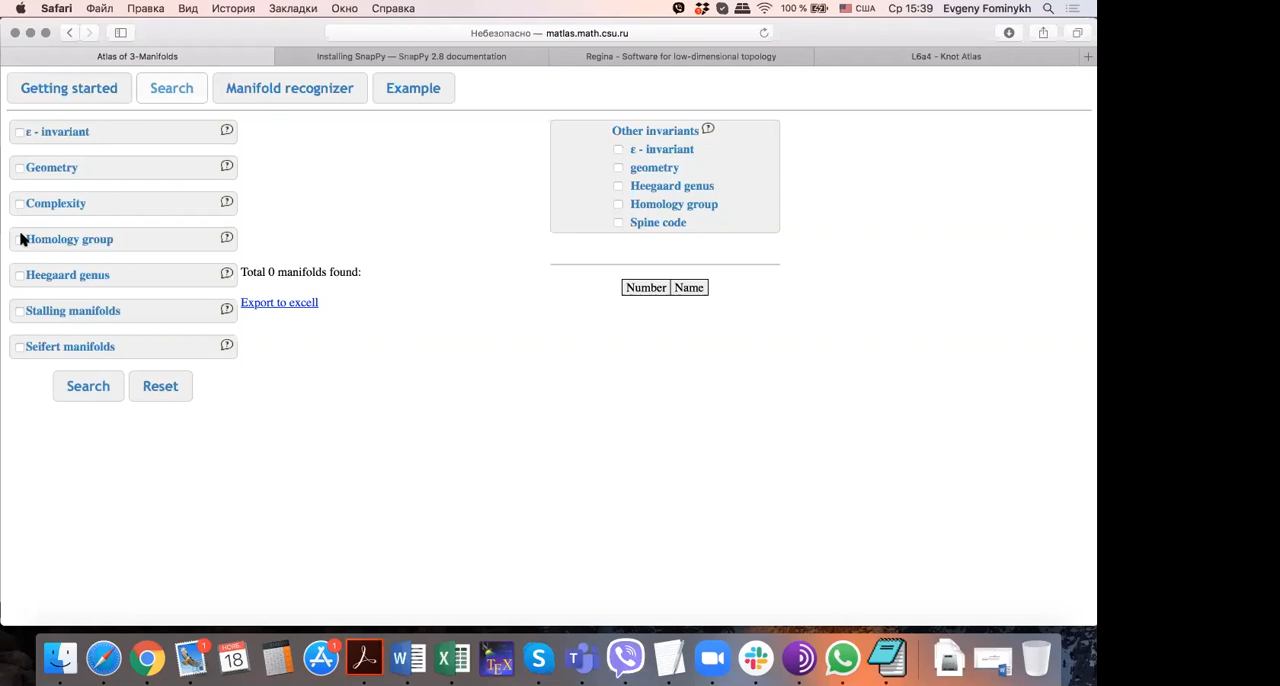 Safari Файл Правка Вид История Закладки Окно Справка 100 % США Ср 15:39 Evgeny Fominykh
Небезопасно — matlas.math.csu.ru
Atlas of 3-Manifolds Installing SnapPy — SnapPy 2.8 documentation Regina - Software for low-dimensional topology L6a4 - Knot Atlas
Getting started Search Manifold recognizer Example
ε - invariant
Geometry
Complexity
Homology group
Heegaard genus
Stalling manifolds
Seifert manifolds
Search Reset
Total 0 manifolds found:
Export to excell
Other invariants
ε - invariant
geometry
Heegaard genus
Homology group
Spine code
Number Name
1 НОЯБ 18 1